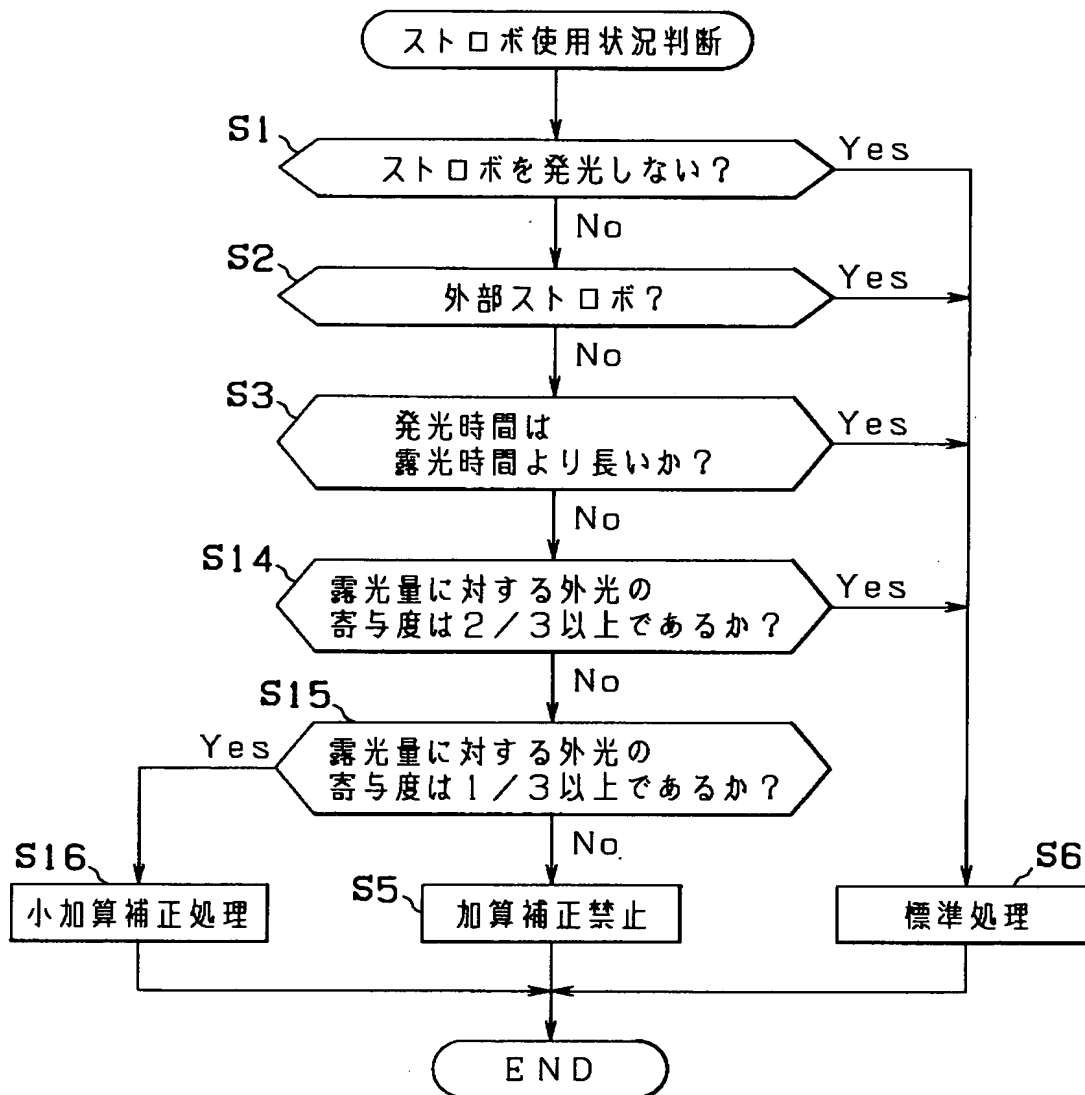 ストロボ使用状況判断
S1
ストロボを発光しない?
Yes
No
S2
外部ストロボ?
Yes
No
S3
発光時間は
露光時間より長いか?
Yes
No
S14
露光量に対する外光の
寄与度は2/3以上であるか?
Yes
No
S15
露光量に対する外光の
寄与度は1/3以上であるか?
Yes
No
S16
小加算補正処理
S5
加算補正禁止
S6
標準処理
END